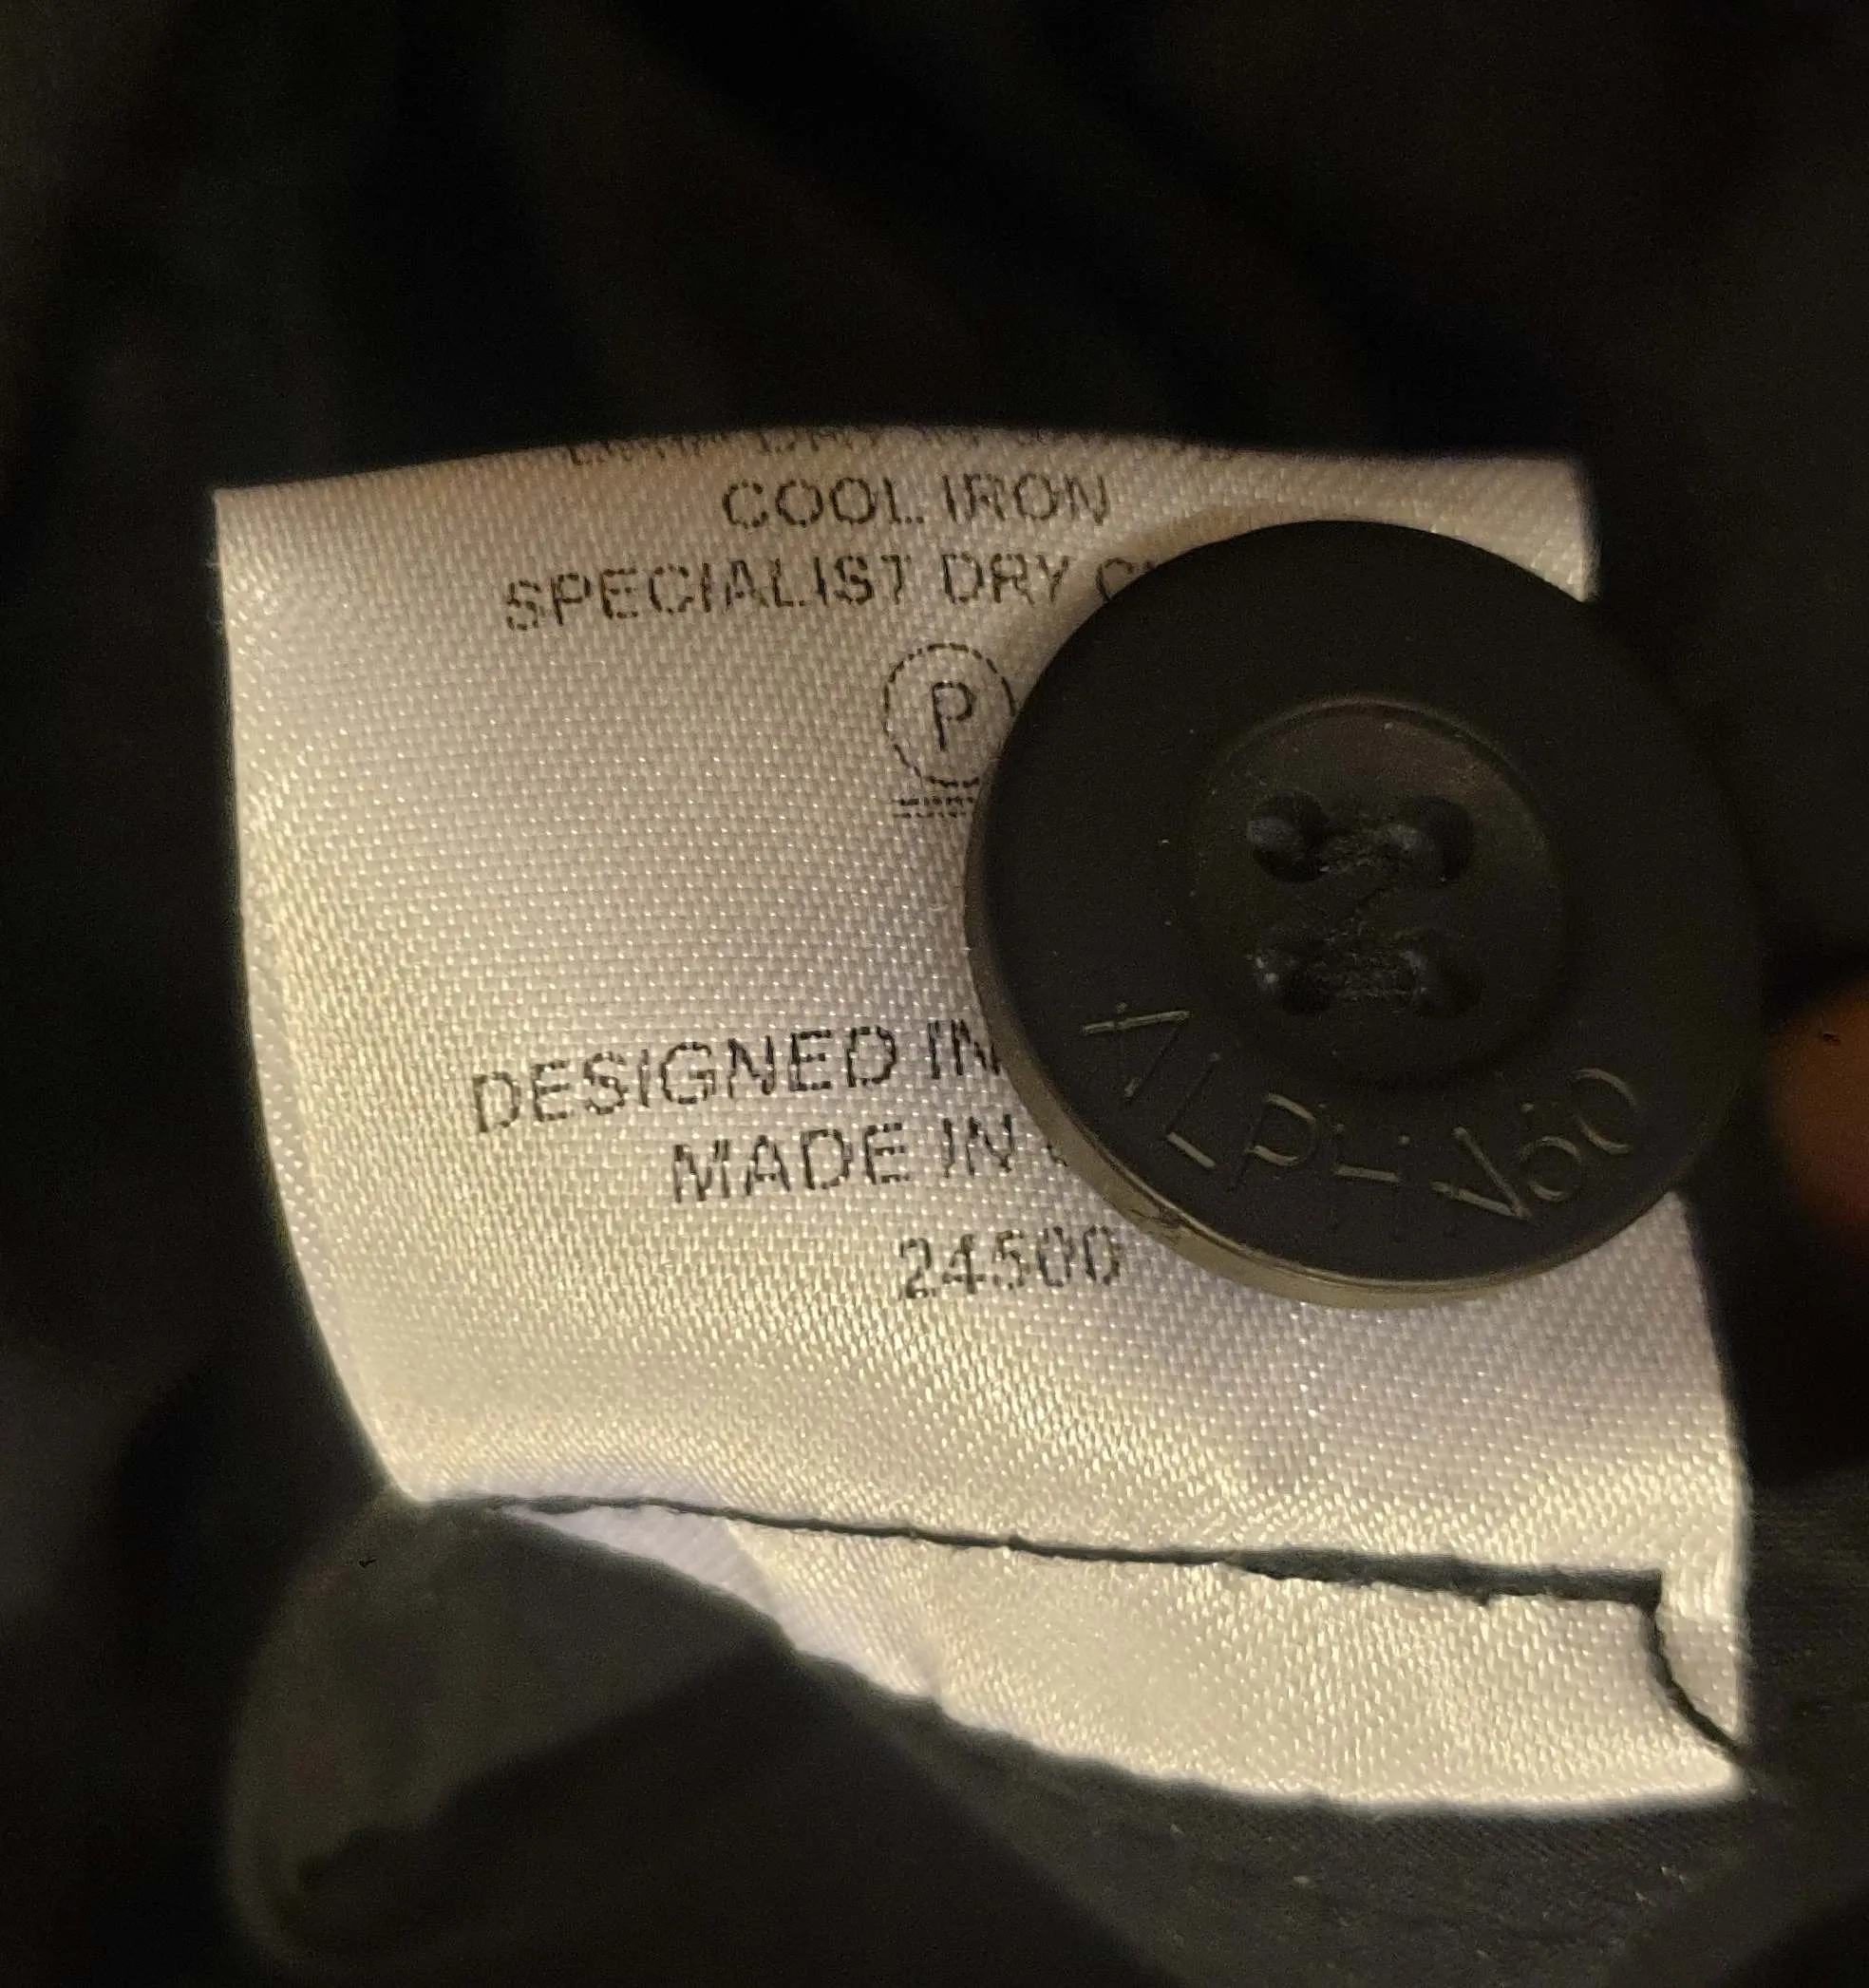 COOL IRON
SPECIALIST DRY
P
DESIGNED IN
MADE IN
24500
ALPHA60